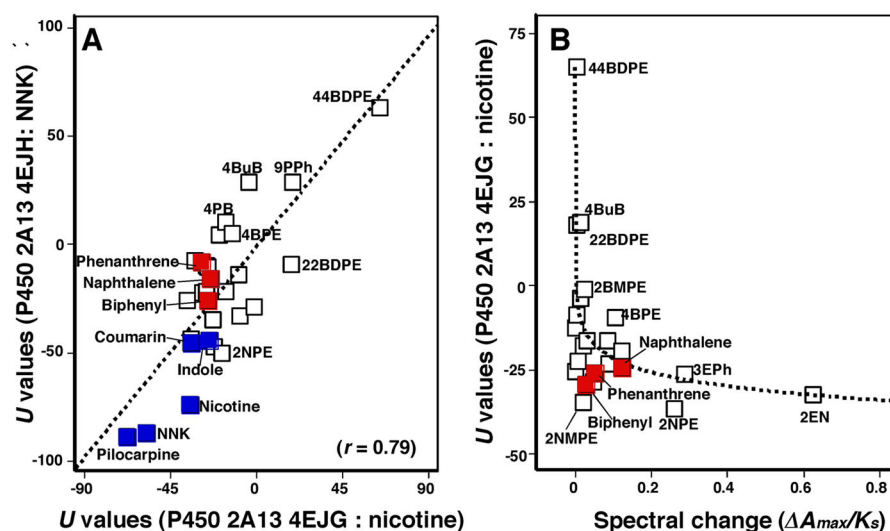 A
100
50
0
-50
-100
-90
-45
0
45
90
U values (P450 2A13 4EJH: NNK)
U values (P450 2A13 4EJG : nicotine)
44BDPE
4BuB
9PPh
4PB
4BPE
Phenanthrene
22BDPE
Naphthalene
Biphenyl
Coumarin
2NPE
Indole
Nicotine
NNK
Pilocarpine
(r = 0.79)
B
75
50
25
0
-25
-50
0
0.2
0.4
0.6
0.8
U values (P450 2A13 4EJG : nicotine)
Spectral change (ΔAmax/Ks)
44BDPE
4BuB
22BDPE
2BMPE
4BPE
Naphthalene
3EPh
Phenanthrene
Biphenyl
2NMPE
2NPE
2EN